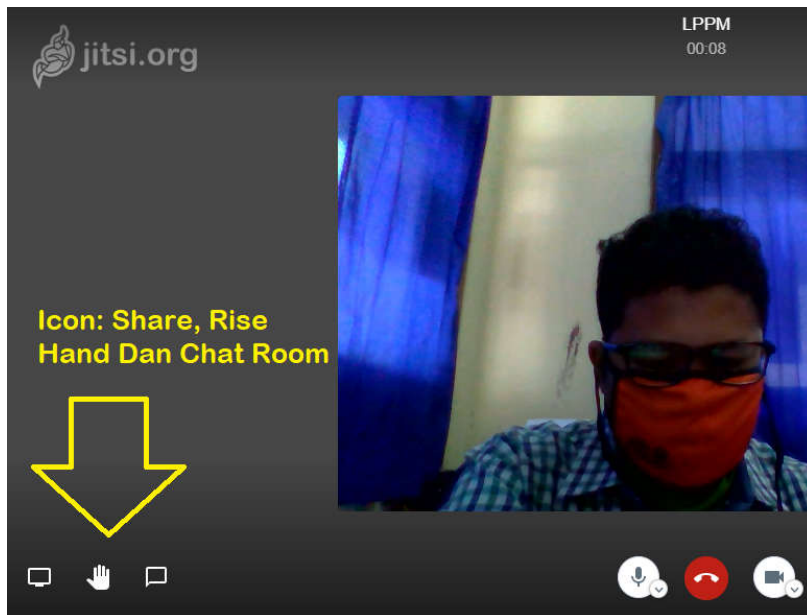 jitsi.org
LPPM
00:08
Icon: Share, Rise
Hand Dan Chat Room